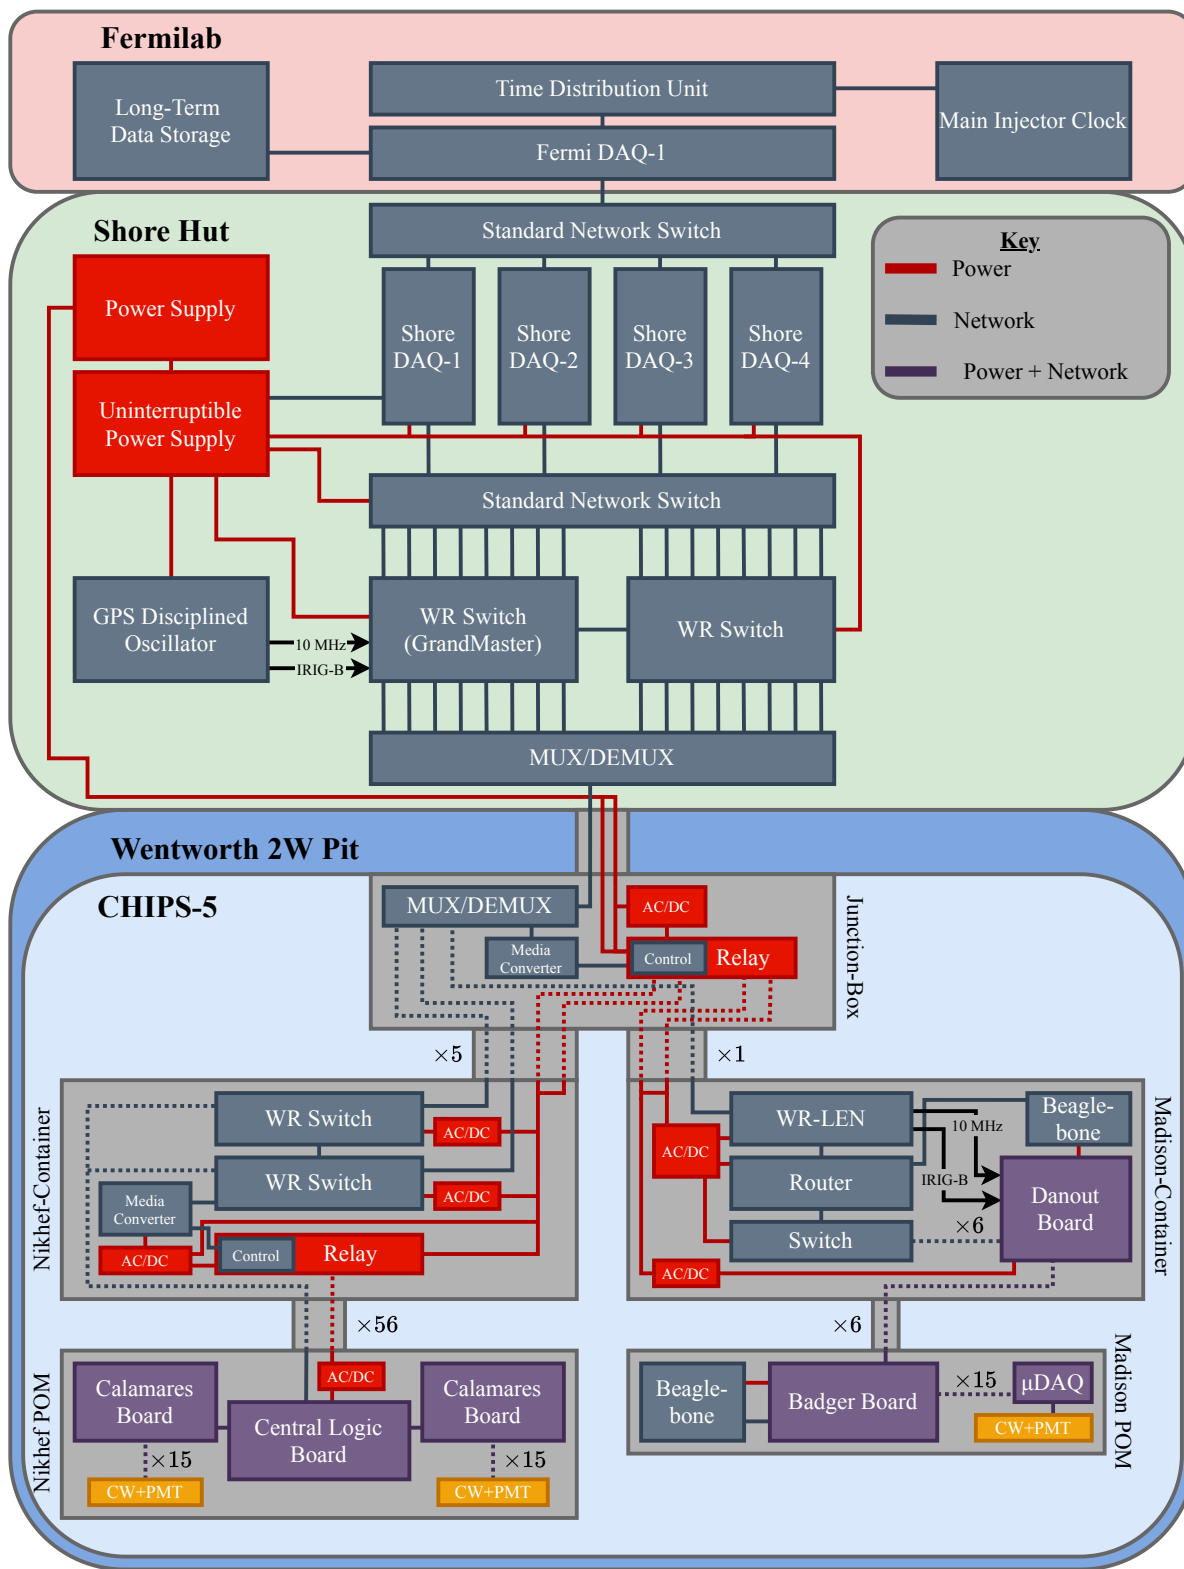 Fermilab
Long-Term
Data Storage
Time Distribution Unit
Fermi DAQ-1
Main Injector Clock
Shore Hut
Standard Network Switch
Key
Power
Network
Power + Network
Power Supply
Uninterruptible
Power Supply
Shore
DAQ-1
Shore
DAQ-2
Shore
DAQ-3
Shore
DAQ-4
Standard Network Switch
GPS Disciplined
Oscillator
10 MHz
IRIG-B
WR Switch
(GrandMaster)
WR Switch
MUX/DEMUX
Wentworth 2W Pit
CHIPS-5
MUX/DEMUX
AC/DC
Media
Converter
Control
Relay
Junction-Box
×5
×1
Nikhef-Container
WR Switch
AC/DC
WR Switch
AC/DC
Media
Converter
AC/DC
Control
Relay
WR-LEN
10 MHz
IRIG-B
Beagle-
bone
AC/DC
Router
Danout
Board
×6
Switch
AC/DC
Madison-Container
×56
×6
Nikhef POM
Calamares
Board
AC/DC
Central Logic
Board
Calamares
Board
×15
×15
CW+PMT
CW+PMT
Beagle-
bone
Badger Board
×15
μDAQ
CW+PMT
Madison POM